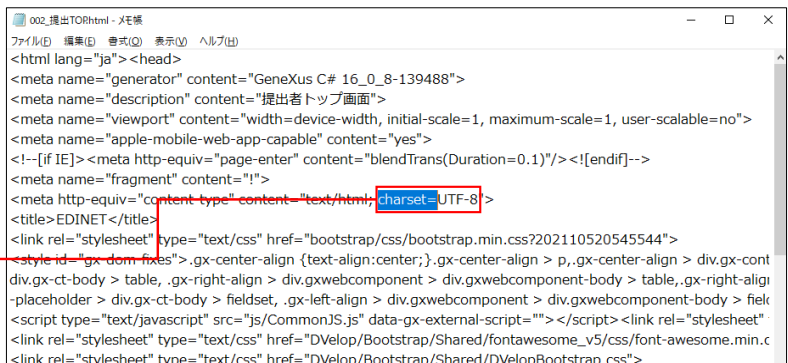 002_提出TOP.html - メモ帳
ファイル(F) 編集(E) 書式(O) 表示(V) ヘルプ(H)
<html lang="ja"><head>
<meta name="generator" content="GeneXus C# 16_0_8-139488">
<meta name="description" content="提出者トップ画面">
<meta name="viewport" content="width=device-width, initial-scale=1, maximum-scale=1, user-scalable=no">
<meta name="apple-mobile-web-app-capable" content="yes">
<!--[if IE]><meta http-equiv="page-enter" content="blendTrans(Duration=0.1)"/><![endif]-->
<meta name="fragment" content="!">
<meta http-equiv="content-type" content="text/html; charset=UTF-8">
<title>EDINET</title>
<link rel="stylesheet" type="text/css" href="bootstrap/css/bootstrap.min.css?202110520545544">
<style id="gx-dom-fixes">.gx-center-align {text-align:center;}.gx-center-align > p,.gx-center-align > div.gx-cont
div.gx-ct-body > table, .gx-right-align > div.gxwebcomponent > div.gxwebcomponent-body > table,.gx-right-alig
-placeholder > div.gx-ct-body > fieldset, .gx-left-align > div.gxwebcomponent > div.gxwebcomponent-body > fiel
<script type="text/javascript" src="js/CommonJS.js" data-gx-external-script=""></script><link rel="stylesheet"
<link rel="stylesheet" type="text/css" href="DVelop/Bootstrap/Shared/fontawesome_v5/css/font-awesome.min.c
<link rel="stylesheet" type="text/css" href="DVelop/Bootstrap/Shared/DVelopBootstrap.css">